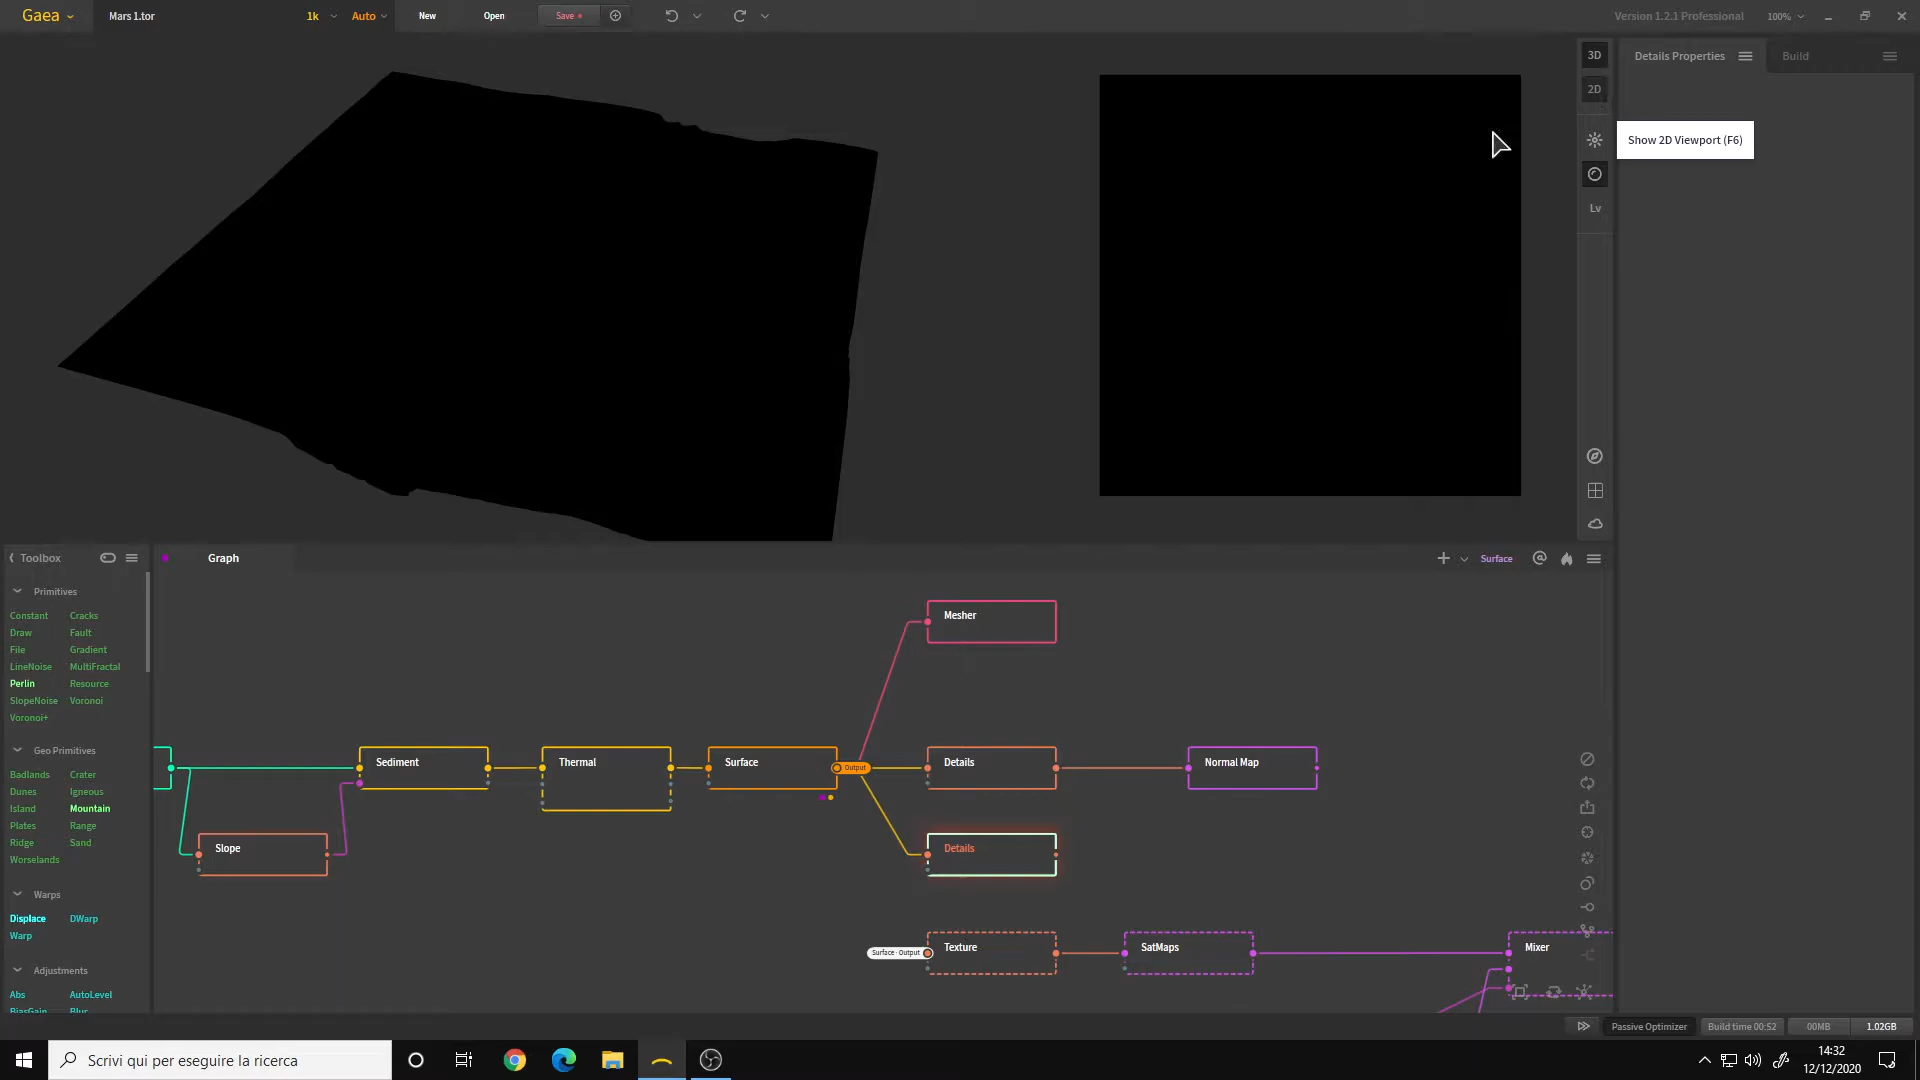 Gaea
Mars 1.tor
1k
Auto
New
Open
Save
Version 1.2.1 Professional
100%
3D
2D
Lv
Details Properties
Build
Show 2D Viewport (F6)
Toolbox
Graph
Surface
Primitives
Constant Cracks
Draw Fault
File Gradient
LineNoise MultiFractal
Perlin Resource
SlopeNoise Voronoi
Voronoi+
Geo Primitives
Badlands Crater
Dunes Igneous
Island Mountain
Plates Range
Ridge Sand
Worselands
Warps
Displace DWarp
Warp
Adjustments
Abs AutoLevel
BiasGain Blur
Mesher
Sediment
Thermal
Surface
Output
Details
Normal Map
Slope
Details
Surface - Output
Texture
SatMaps
Mixer
Passive Optimizer
Build time 00:52
00MB
1.02GB
Scrivi qui per eseguire la ricerca
14:32
12/12/2020